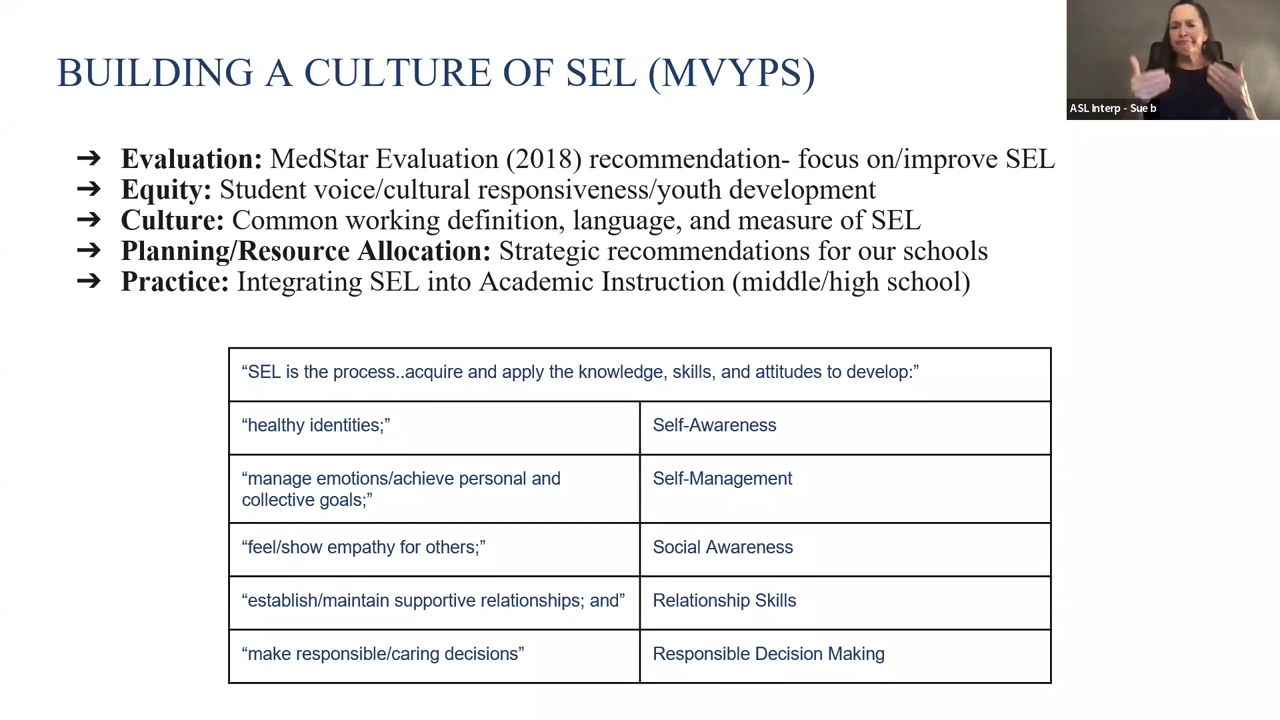 BUILDING A CULTURE OF SEL (MVYPS)
ASL Interp - Sue b
➔ Evaluation: MedStar Evaluation (2018) recommendation- focus on/improve SEL
➔ Equity: Student voice/cultural responsiveness/youth development
➔ Culture: Common working definition, language, and measure of SEL
➔ Planning/Resource Allocation: Strategic recommendations for our schools
➔ Practice: Integrating SEL into Academic Instruction (middle/high school)
“SEL is the process..acquire and apply the knowledge, skills, and attitudes to develop:”
“healthy identities;” Self-Awareness
“manage emotions/achieve personal and Self-Management
collective goals;”
“feel/show empathy for others;” Social Awareness
“establish/maintain supportive relationships; and” Relationship Skills
“make responsible/caring decisions” Responsible Decision Making